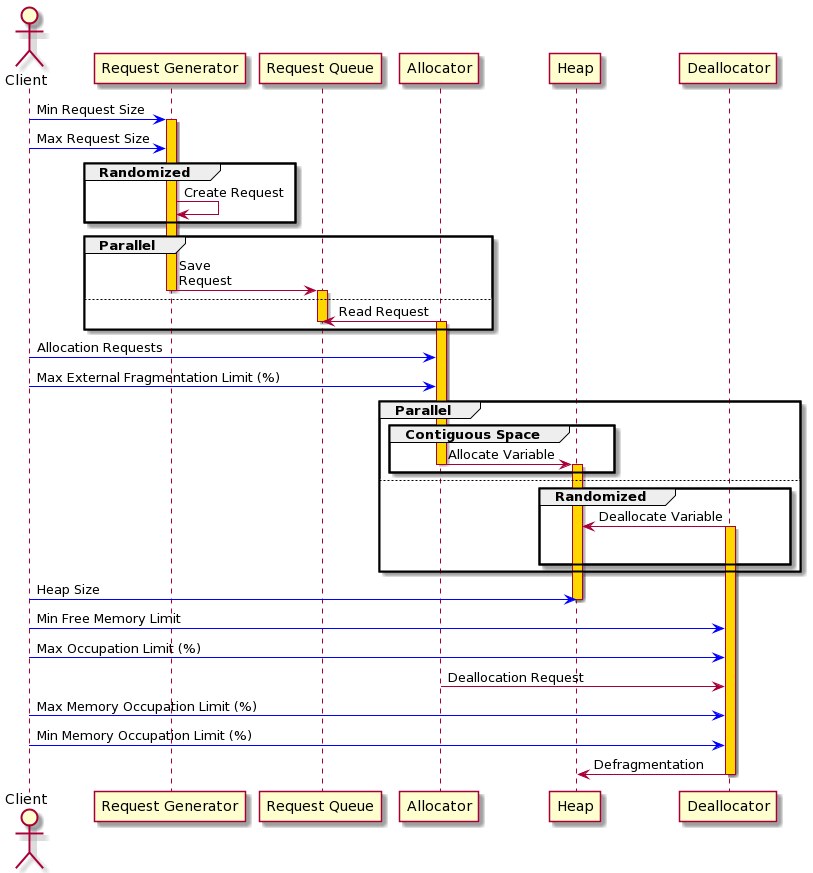 Client
Request Generator
Request Queue
Allocator
Heap
Deallocator
Min Request Size
Max Request Size
Randomized
Create Request
Parallel
Save
Request
Read Request
Allocation Requests
Max External Fragmentation Limit (%)
Parallel
Contiguous Space
Allocate Variable
Randomized
Deallocate Variable
Heap Size
Min Free Memory Limit
Max Occupation Limit (%)
Deallocation Request
Max Memory Occupation Limit (%)
Min Memory Occupation Limit (%)
Defragmentation
Client
Request Generator
Request Queue
Allocator
Heap
Deallocator